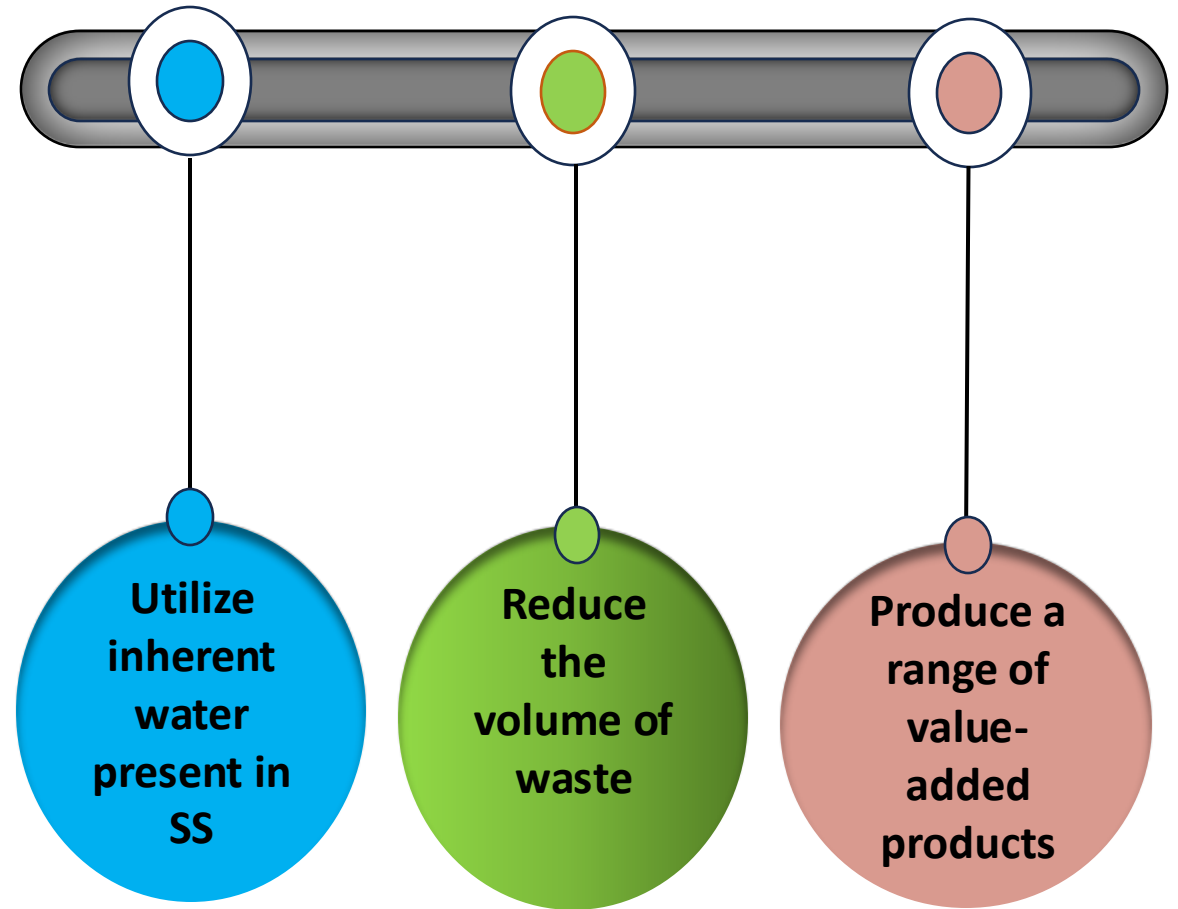 Utilize
inherent
water
present in
SS
Reduce
the
volume of
waste
Produce a
range of
value-
added
products